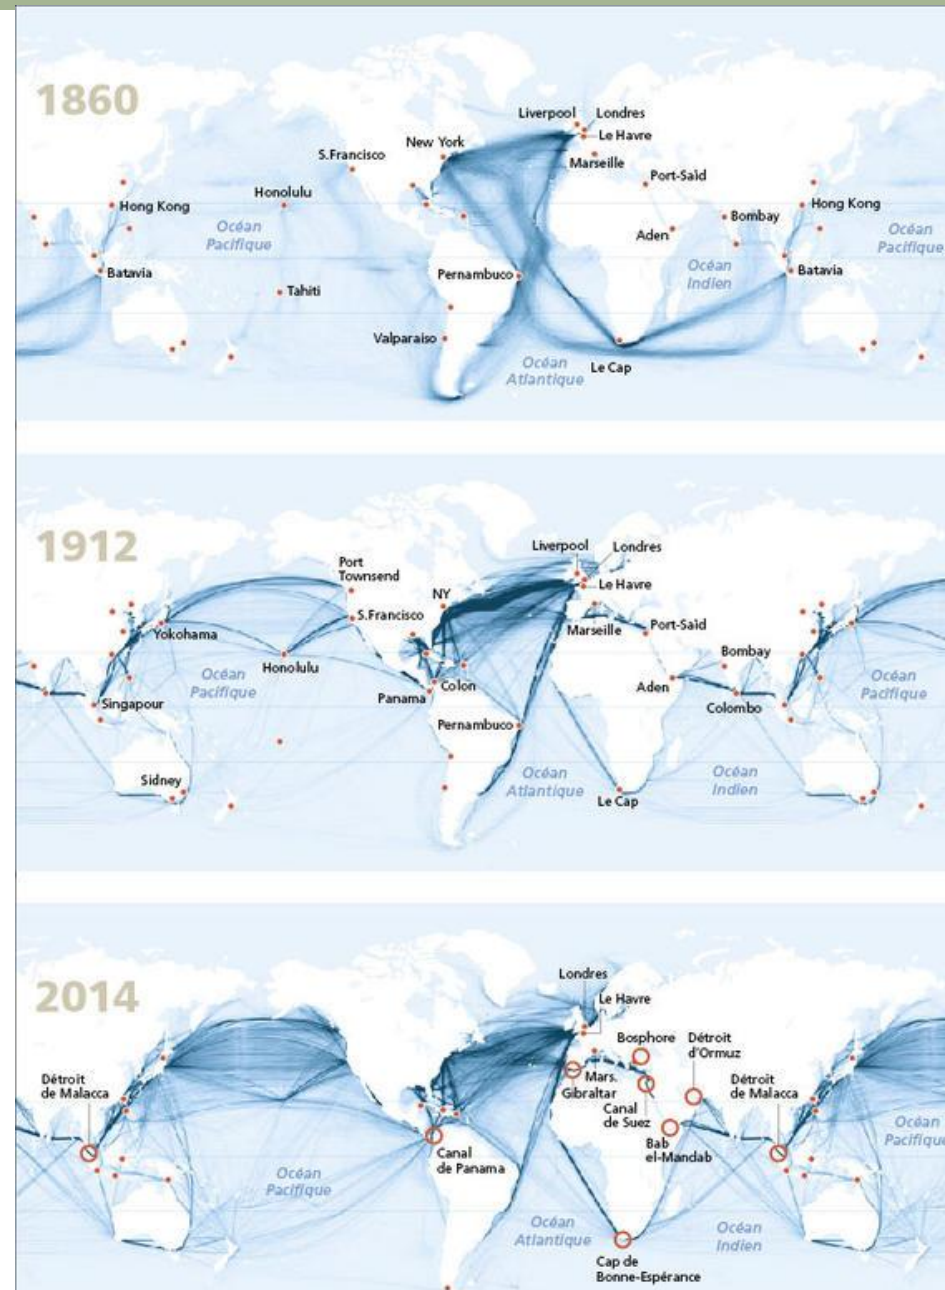 1860
Liverpool
Londres
Le Havre
New York
S.Francisco
Marseille
Port-Saïd
Honolulu
Hong Kong
Bombay
Hong Kong
Océan
Pacifique
Aden
Océan
Pacifique
Batavia
Pernambuco
Océan
Indien
Batavia
Tahiti
Valparaiso
Océan
Atlantique
Le Cap
1912
Liverpool
Londres
Port
Townsend
NY
Le Havre
S.Francisco
Yokohama
Marseille
Port-Saïd
Honolulu
Bombay
Océan
Pacifique
Aden
Océan
Pacifique
Panama
Colon
Singapour
Colombo
Pernambuco
Sidney
Océan
Atlantique
Océan
Indien
Le Cap
2014
Londres
Le Havre
Bosphore
Détroit
d'Ormuz
Détroit
de Malacca
Mars.
Gibraltar
Détroit
de Malacca
Canal
de Suez
Océan
Pacifique
Canal
de Panama
Bab
el-Mandab
Océan
Pacifique
Océan
Atlantique
Océan
Indien
Cap de
Bonne-Espérance